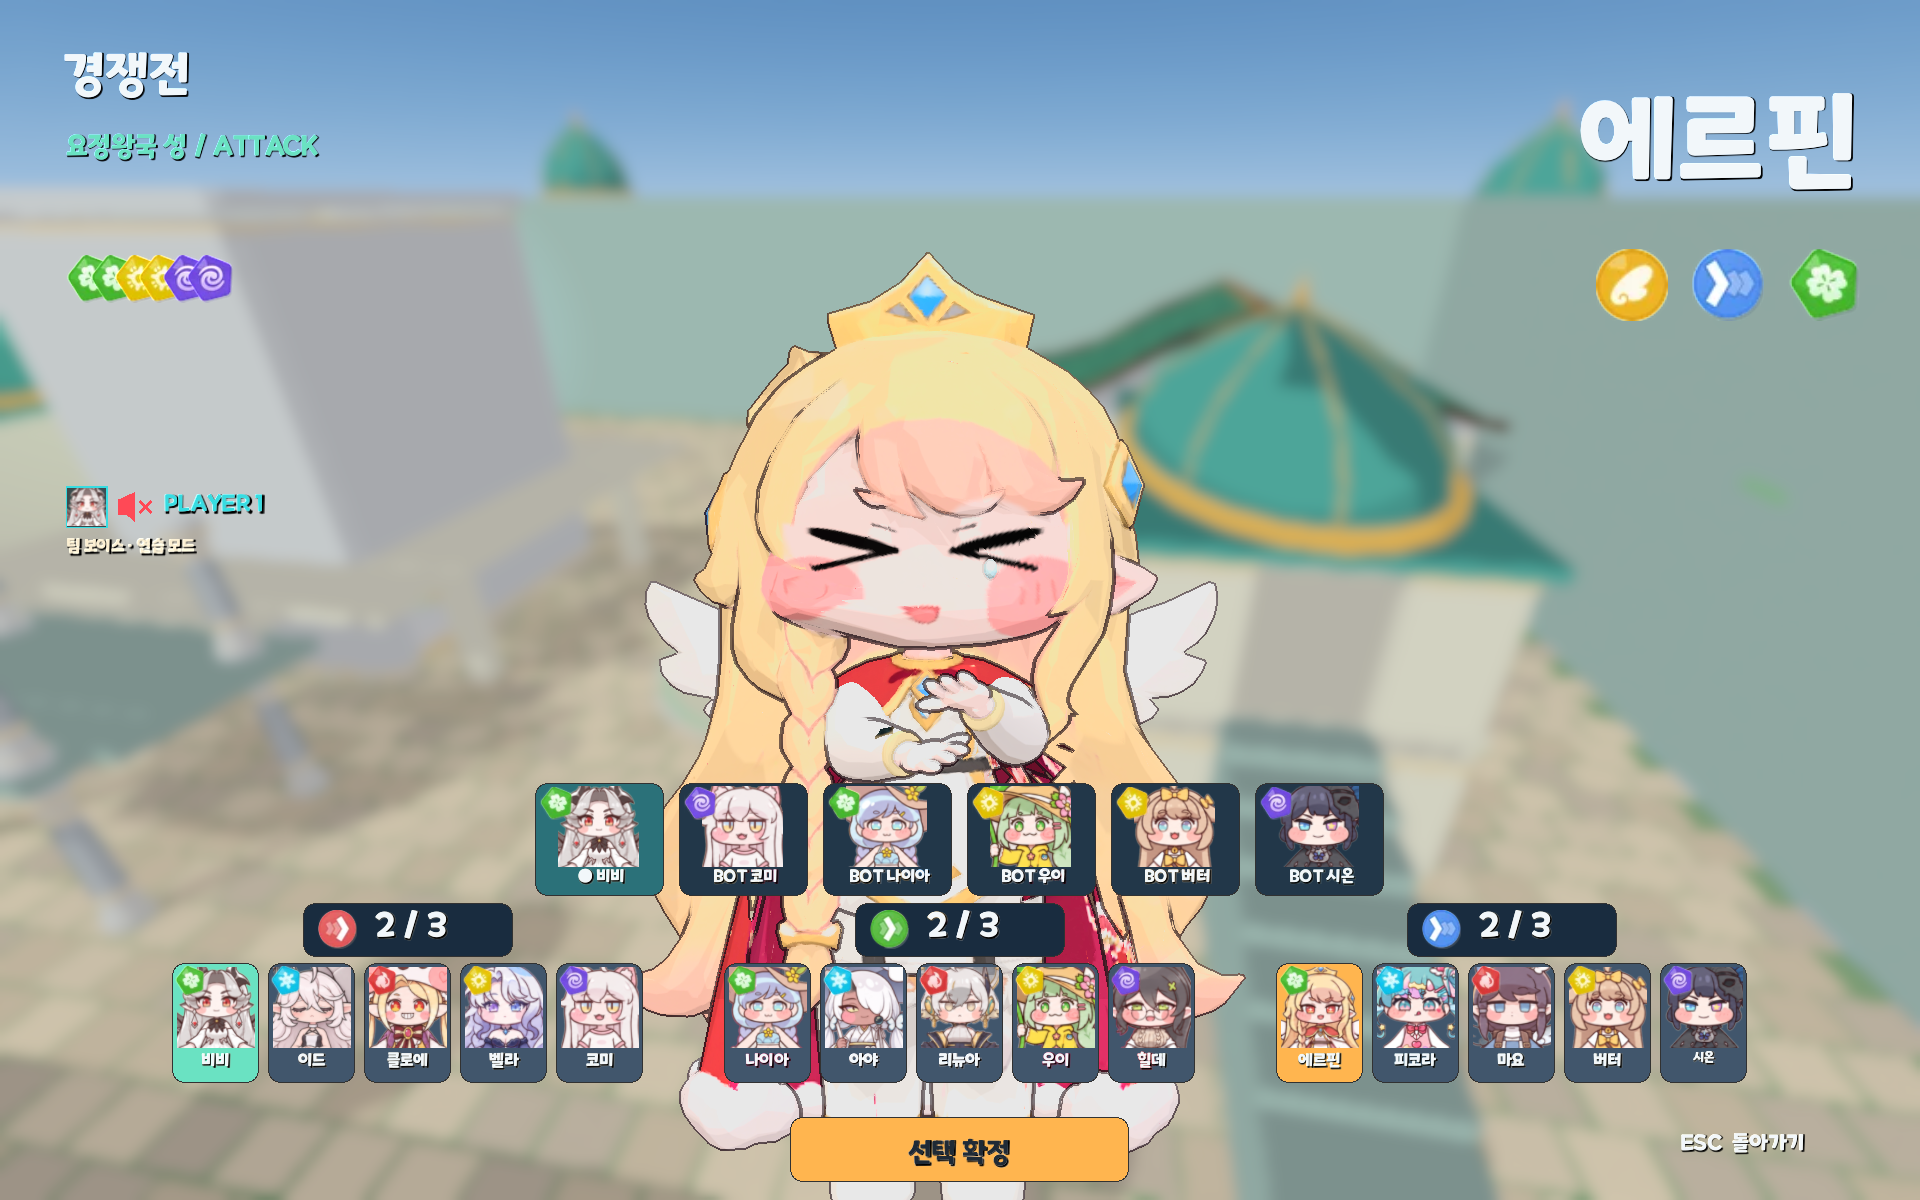 경쟁전
요정왕국 성 / ATTACK
에르핀
PLAYER 1
팀 보이스 · 연습 모드
비비
BOT 코미
BOT 나이아
BOT 우이
BOT 버터
BOT 시온
2 / 3
2 / 3
2 / 3
비비
이드
클로에
벨라
코미
나이아
아야
리뉴아
우이
힐데
에르핀
피코라
마요
버터
시온
선택 확정
ESC 돌아가기